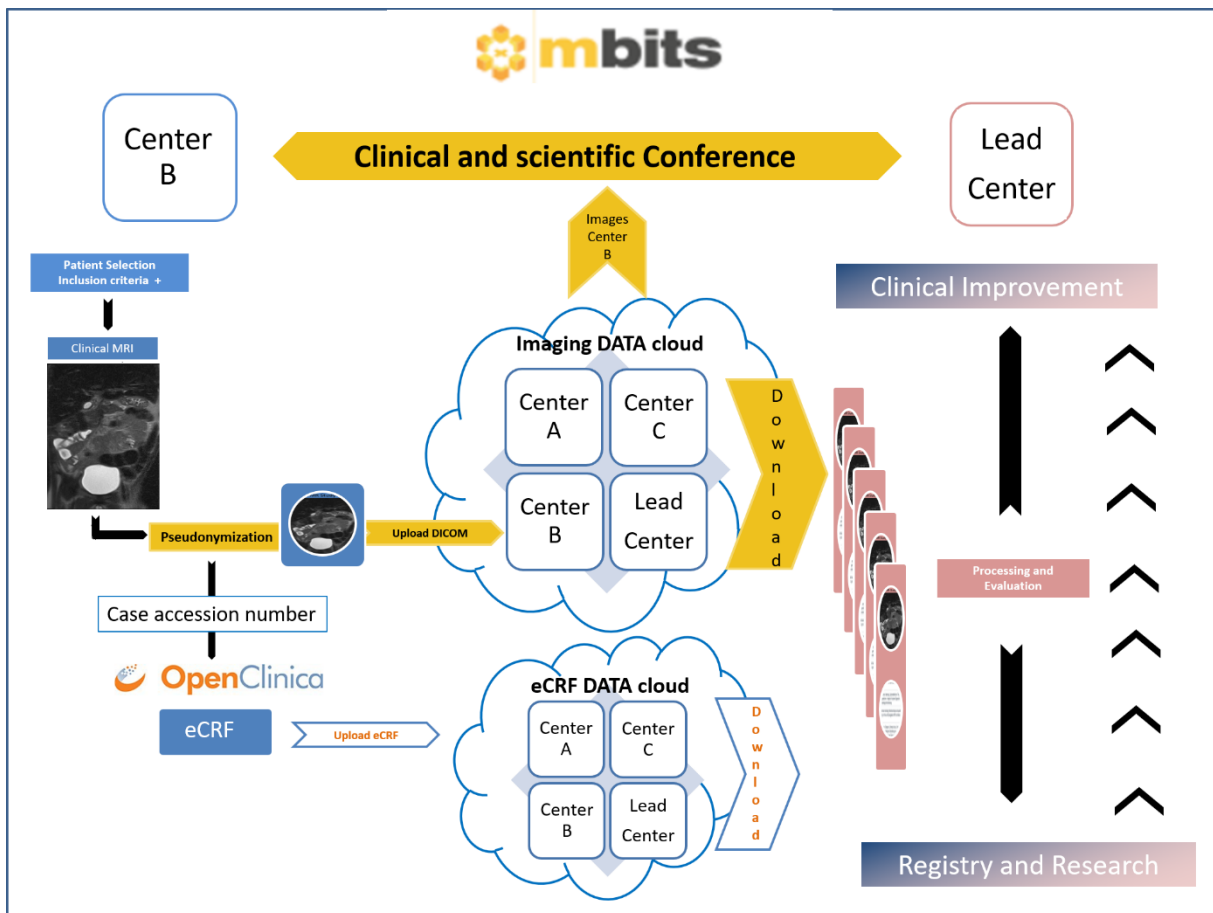 mbits
Center
B
Clinical and scientific Conference
Lead
Center
Images
Center
B
Patient Selection
Inclusion criteria +
Clinical MRI
Clinical Improvement
Imaging DATA cloud
Center
A
Center
C
Center
B
Lead
Center
Download
Pseudonymization
Upload DICOM
Processing and
Evaluation
Case accession number
OpenClinica
eCRF
Upload eCRF
eCRF DATA cloud
Center
A
Center
C
Center
B
Lead
Center
Download
Registry and Research